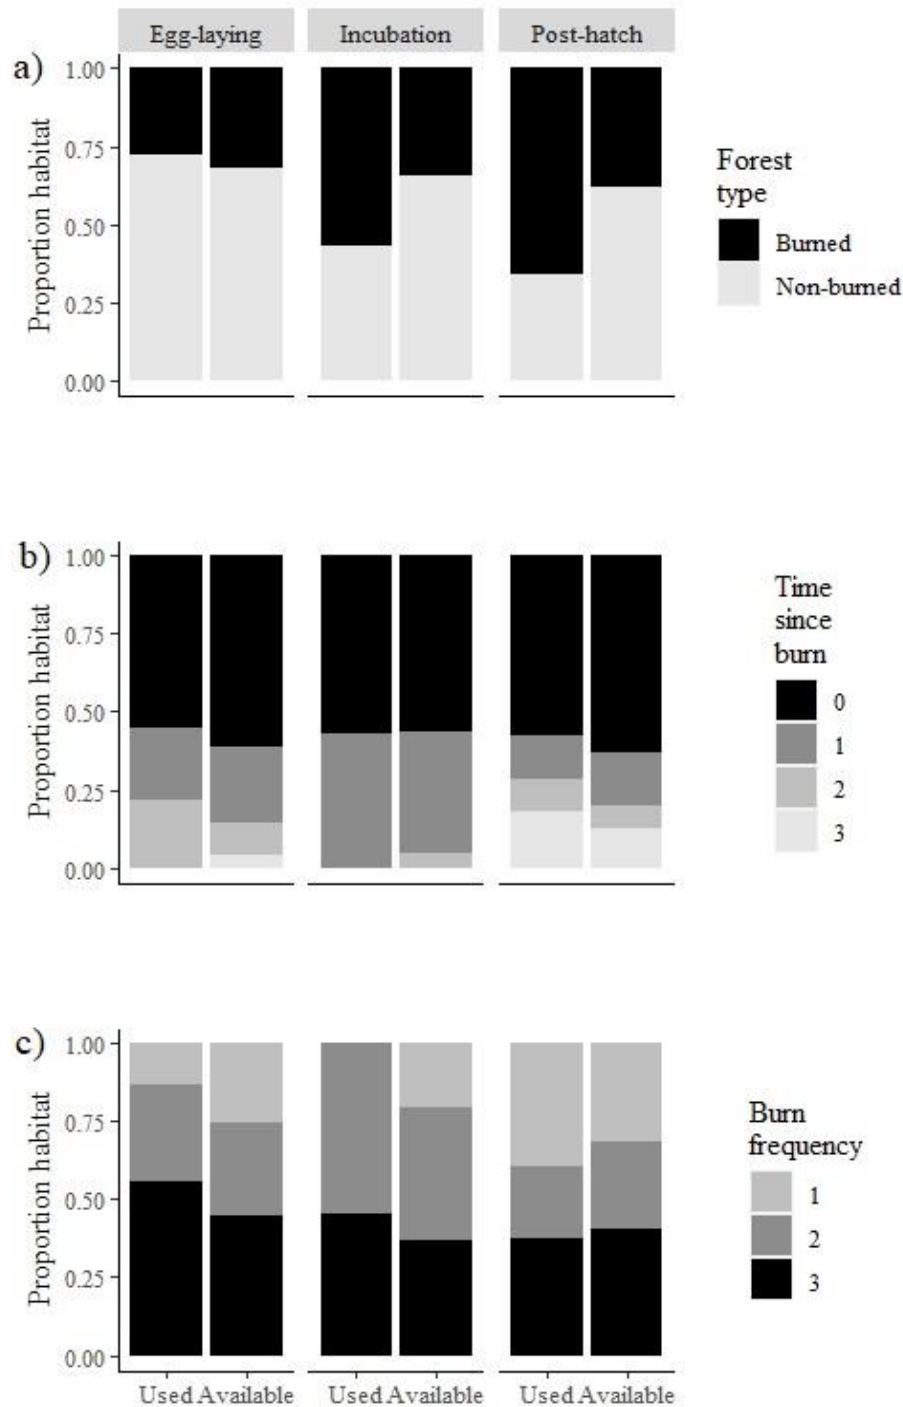 Egg-laying
Incubation
Post-hatch
a)
Proportion habitat
1.00
0.75
0.50
0.25
0.00
Forest
type
Burned
Non-burned
b)
Proportion habitat
1.00
0.75
0.50
0.25
0.00
Time
since
burn
0
1
2
3
c)
Proportion habitat
1.00
0.75
0.50
0.25
0.00
Burn
frequency
1
2
3
Used Available
Used Available
Used Available